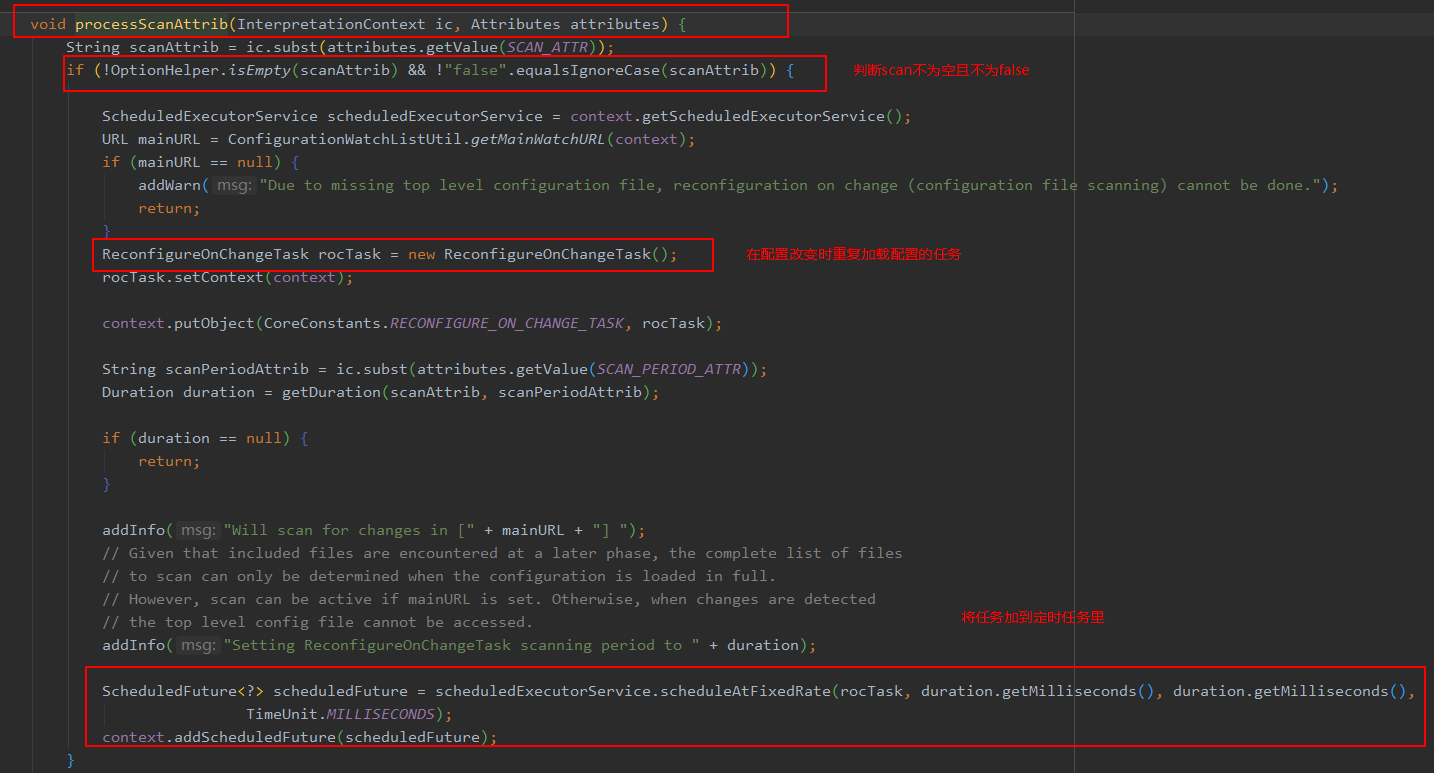 void processScanAttrib(InterpretationContext ic, Attributes attributes) {
String scanAttrib = ic.subst(attributes.getValue(SCAN_ATTR));
if (!OptionHelper.isEmpty(scanAttrib) && !"false".equalsIgnoreCase(scanAttrib)) { 判断scan不为空且不为false
ScheduledExecutorService scheduledExecutorService = context.getScheduledExecutorService();
URL mainURL = ConfigurationWatchListUtil.getMainWatchURL(context);
if (mainURL == null) {
addWarn( msg: "Due to missing top level configuration file, reconfiguration on change (configuration file scanning) cannot be done.");
return;
}
ReconfigureOnChangeTask rocTask = new ReconfigureOnChangeTask(); 在配置改变时重复加载配置的任务
rocTask.setContext(context);
context.putObject(CoreConstants.RECONFIGURE_ON_CHANGE_TASK, rocTask);
String scanPeriodAttrib = ic.subst(attributes.getValue(SCAN_PERIOD_ATTR));
Duration duration = getDuration(scanAttrib, scanPeriodAttrib);
if (duration == null) {
return;
}
addInfo( msg: "Will scan for changes in [" + mainURL + "] ");
// Given that included files are encountered at a later phase, the complete list of files
// to scan can only be determined when the configuration is loaded in full.
// However, scan can be active if mainURL is set. Otherwise, when changes are detected
// the top level config file cannot be accessed. 将任务加到定时任务里
addInfo( msg: "Setting ReconfigureOnChangeTask scanning period to " + duration);
ScheduledFuture<?> scheduledFuture = scheduledExecutorService.scheduleAtFixedRate(rocTask, duration.getMilliseconds(), duration.getMilliseconds(),
TimeUnit.MILLISECONDS);
context.addScheduledFuture(scheduledFuture);
}